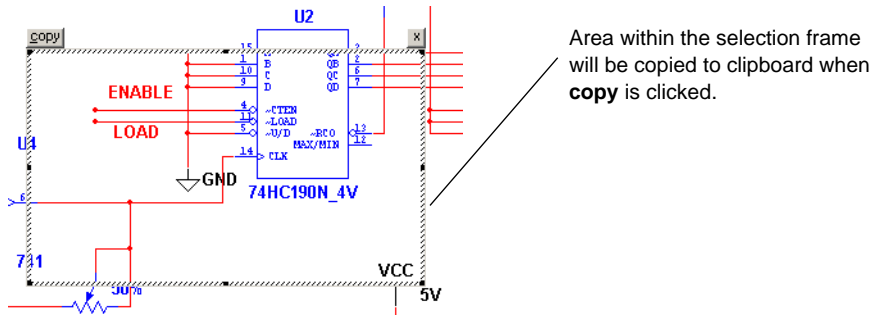 U2
copy
x
15
1
B
QB
2
10
C
QC
6
9
D
QD
7
ENABLE
4
~CTEN
11
~LOAD
LOAD
5
~U/D
~RCO
13
MAX/MIN
12
U4
14
CLK
GND
74HC190N_4V
6
741
VCC
50%
5V
Area within the selection frame
will be copied to clipboard when
copy is clicked.